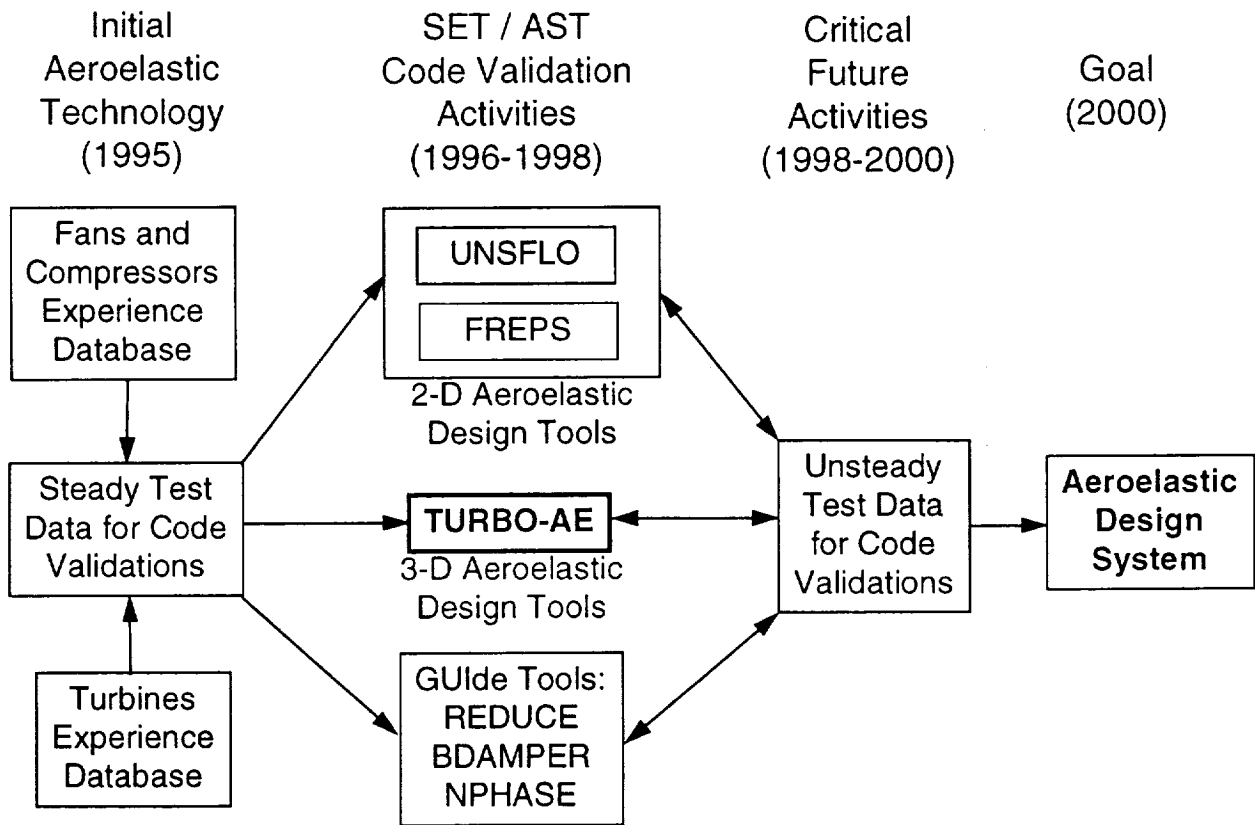 Initial
Aeroelastic
Technology
(1995)
SET / AST
Code Validation
Activities
(1996-1998)
Critical
Future
Activities
(1998-2000)
Goal
(2000)
Fans and
Compressors
Experience
Database
Steady Test
Data for Code
Validations
Turbines
Experience
Database
UNSFLO
FREPS
2-D Aeroelastic
Design Tools
TURBO-AE
3-D Aeroelastic
Design Tools
GUIde Tools:
REDUCE
BDAMPER
NPHASE
Unsteady
Test Data
for Code
Validations
Aeroelastic
Design
System